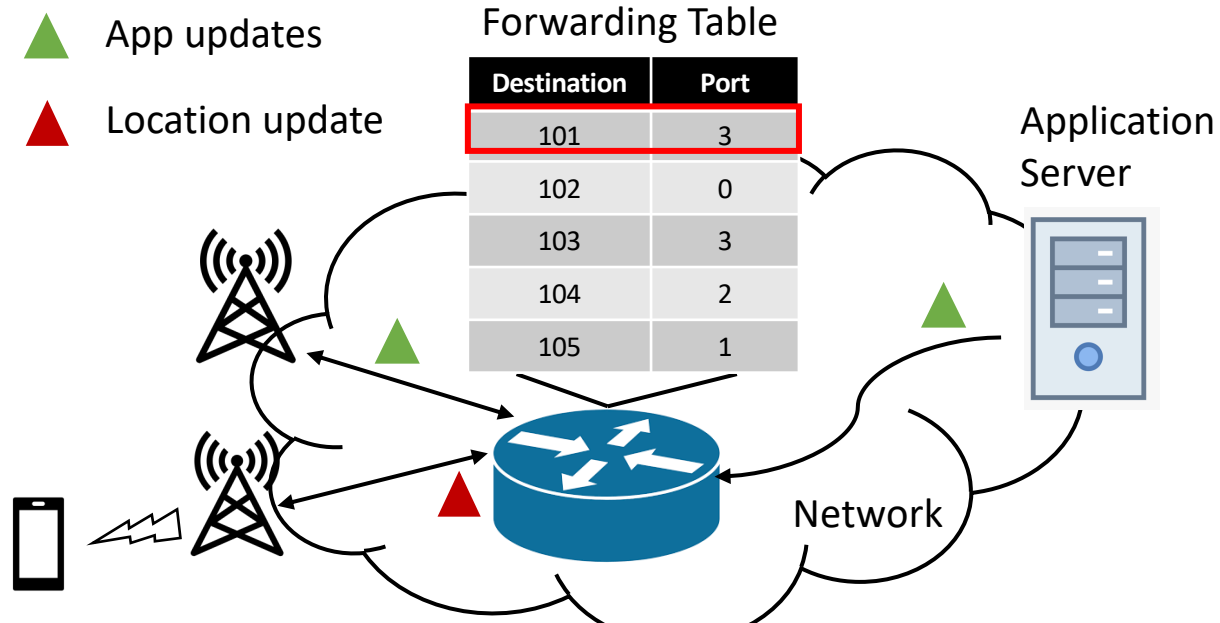 App updates
Location update
Forwarding Table
Destination Port
101 3
102 0
103 3
104 2
105 1
Application
Server
Network